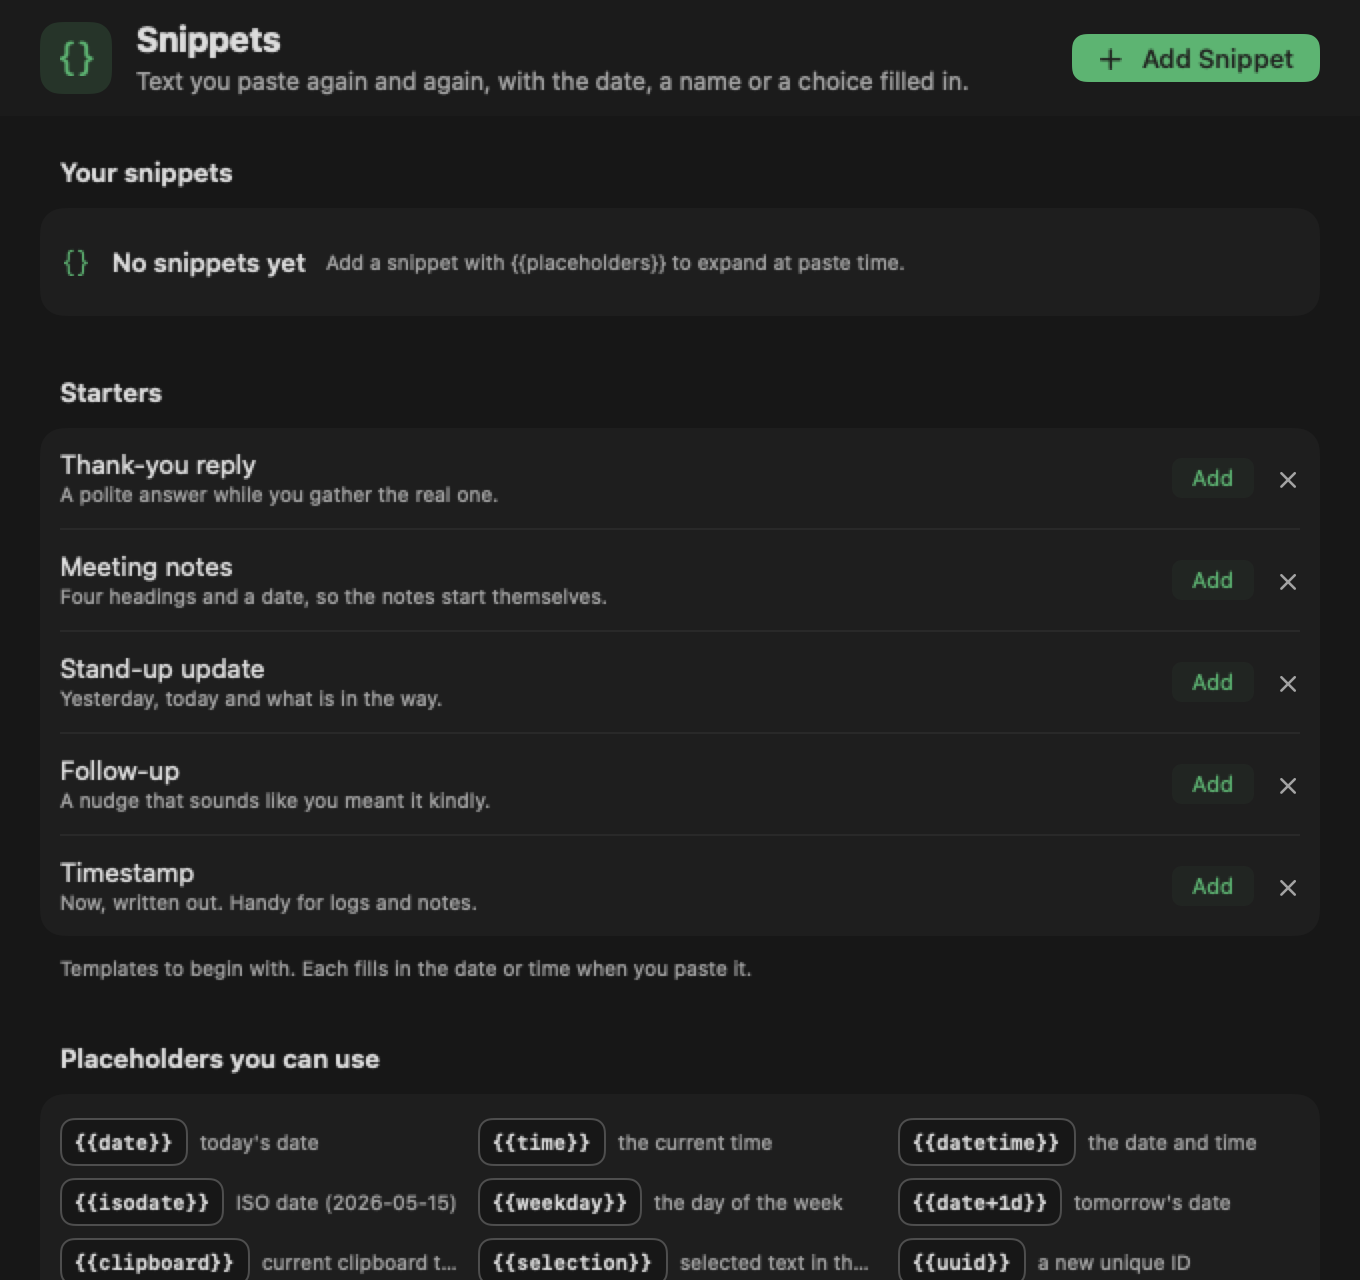 {} Snippets
Text you paste again and again, with the date, a name or a choice filled in.
+ Add Snippet
Your snippets
{} No snippets yet Add a snippet with {{placeholders}} to expand at paste time.
Starters
Thank-you reply
A polite answer while you gather the real one.
Add
Meeting notes
Four headings and a date, so the notes start themselves.
Add
Stand-up update
Yesterday, today and what is in the way.
Add
Follow-up
A nudge that sounds like you meant it kindly.
Add
Timestamp
Now, written out. Handy for logs and notes.
Add
Templates to begin with. Each fills in the date or time when you paste it.
Placeholders you can use
{{date}} today's date {{time}} the current time {{datetime}} the date and time
{{isodate}} ISO date (2026-05-15) {{weekday}} the day of the week {{date+1d}} tomorrow's date
{{clipboard}} current clipboard t... {{selection}} selected text in th... {{uuid}} a new unique ID